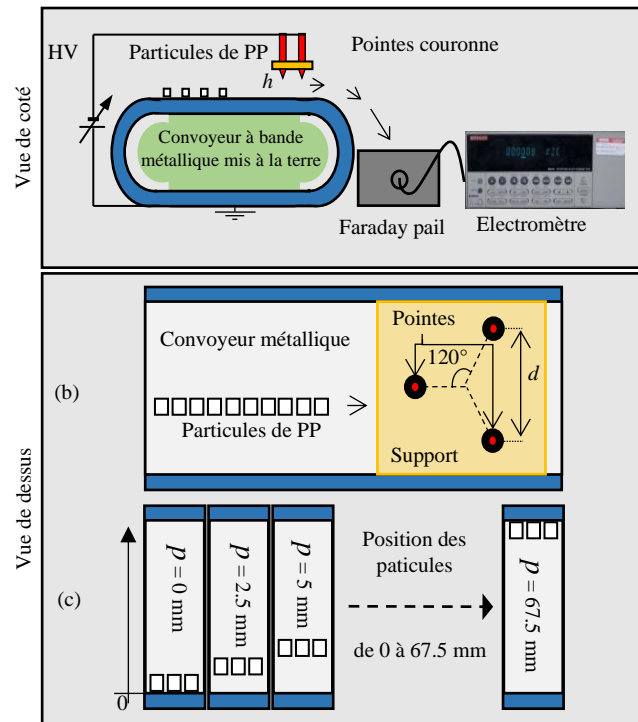 Vue de coté
HV
Particules de PP
Pointes couronne
h
Convoyeur à bande
métallique mis à la terre
Faraday pail
Electromètre
Vue de dessus
(b)
Convoyeur métallique
Pointes
120°
d
Particules de PP
Support
(c)
0
p = 0 mm
p = 2.5 mm
p = 5 mm
Position des
paticules
de 0 à 67.5 mm
p = 67.5 mm